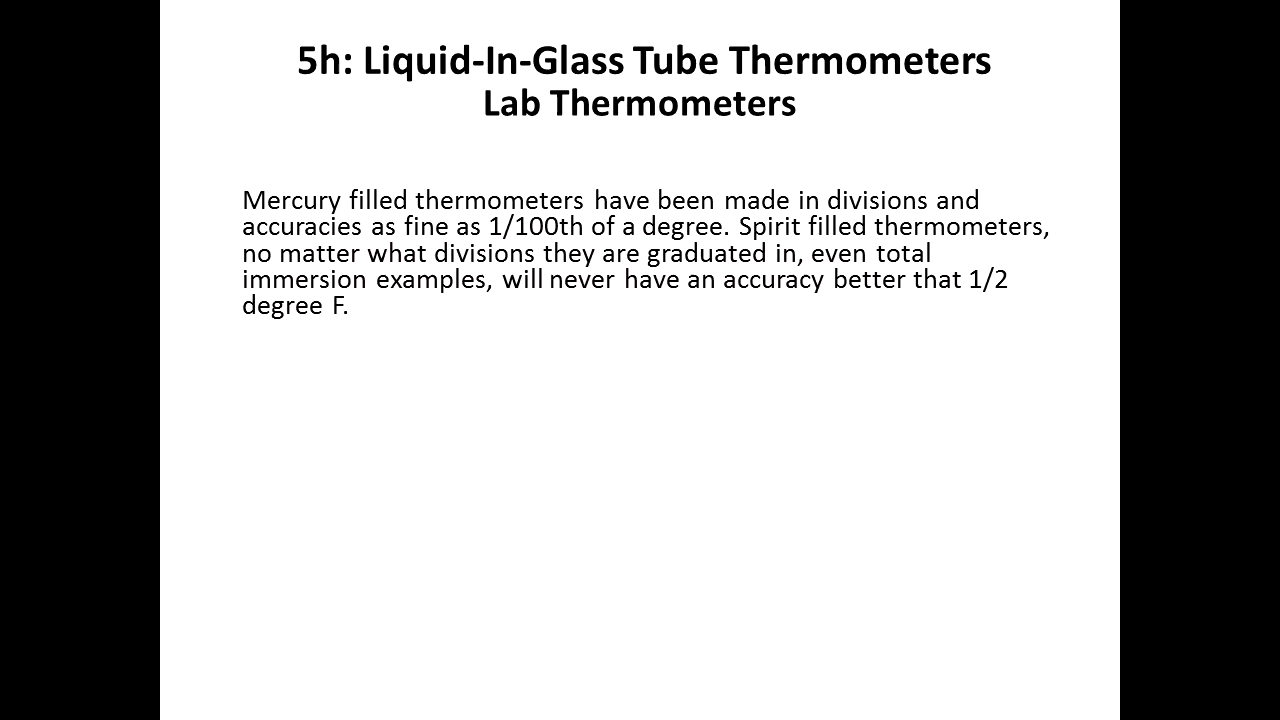 5h: Liquid-In-Glass Tube Thermometers
Lab Thermometers
Mercury filled thermometers have been made in divisions and
accuracies as fine as 1/100th of a degree. Spirit filled thermometers,
no matter what divisions they are graduated in, even total
immersion examples, will never have an accuracy better that 1/2
degree F.